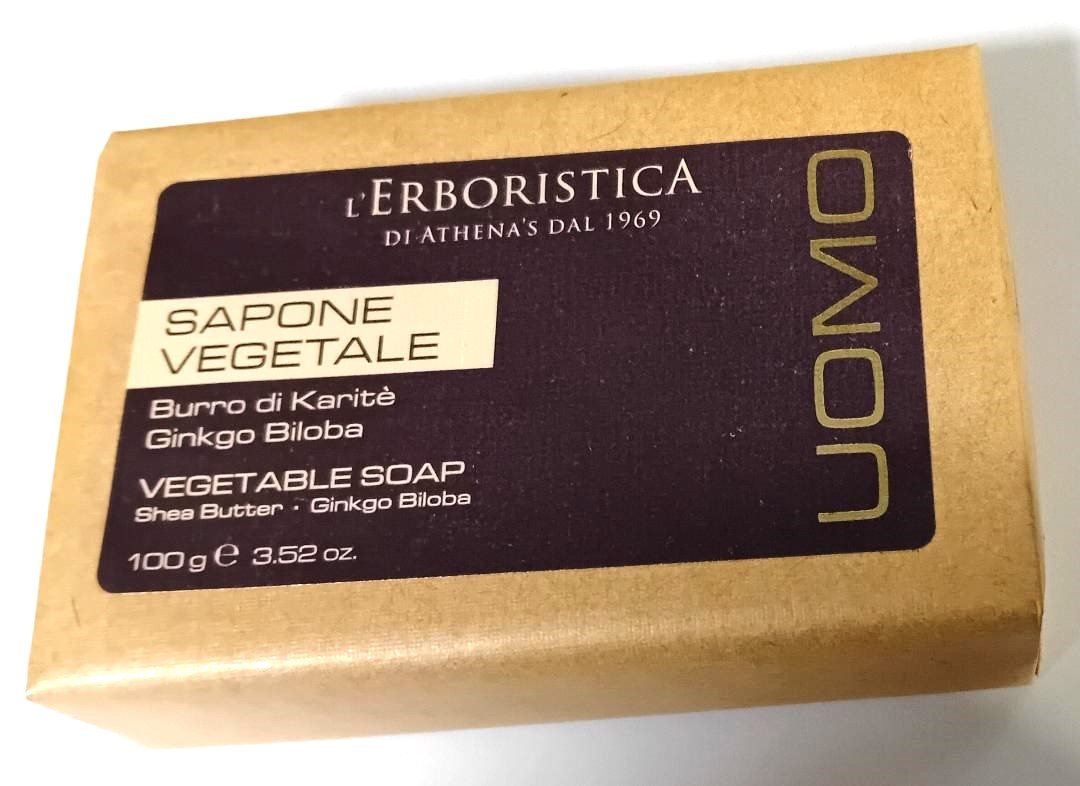 L'ERBORISTICA
DI ATHENA'S DAL 1969
SAPONE
VEGETALE
Burro di Karitè
Ginkgo Biloba
VEGETABLE SOAP
Shea Butter · Ginkgo Biloba
100 g ℮ 3.52 oz.
UOMO